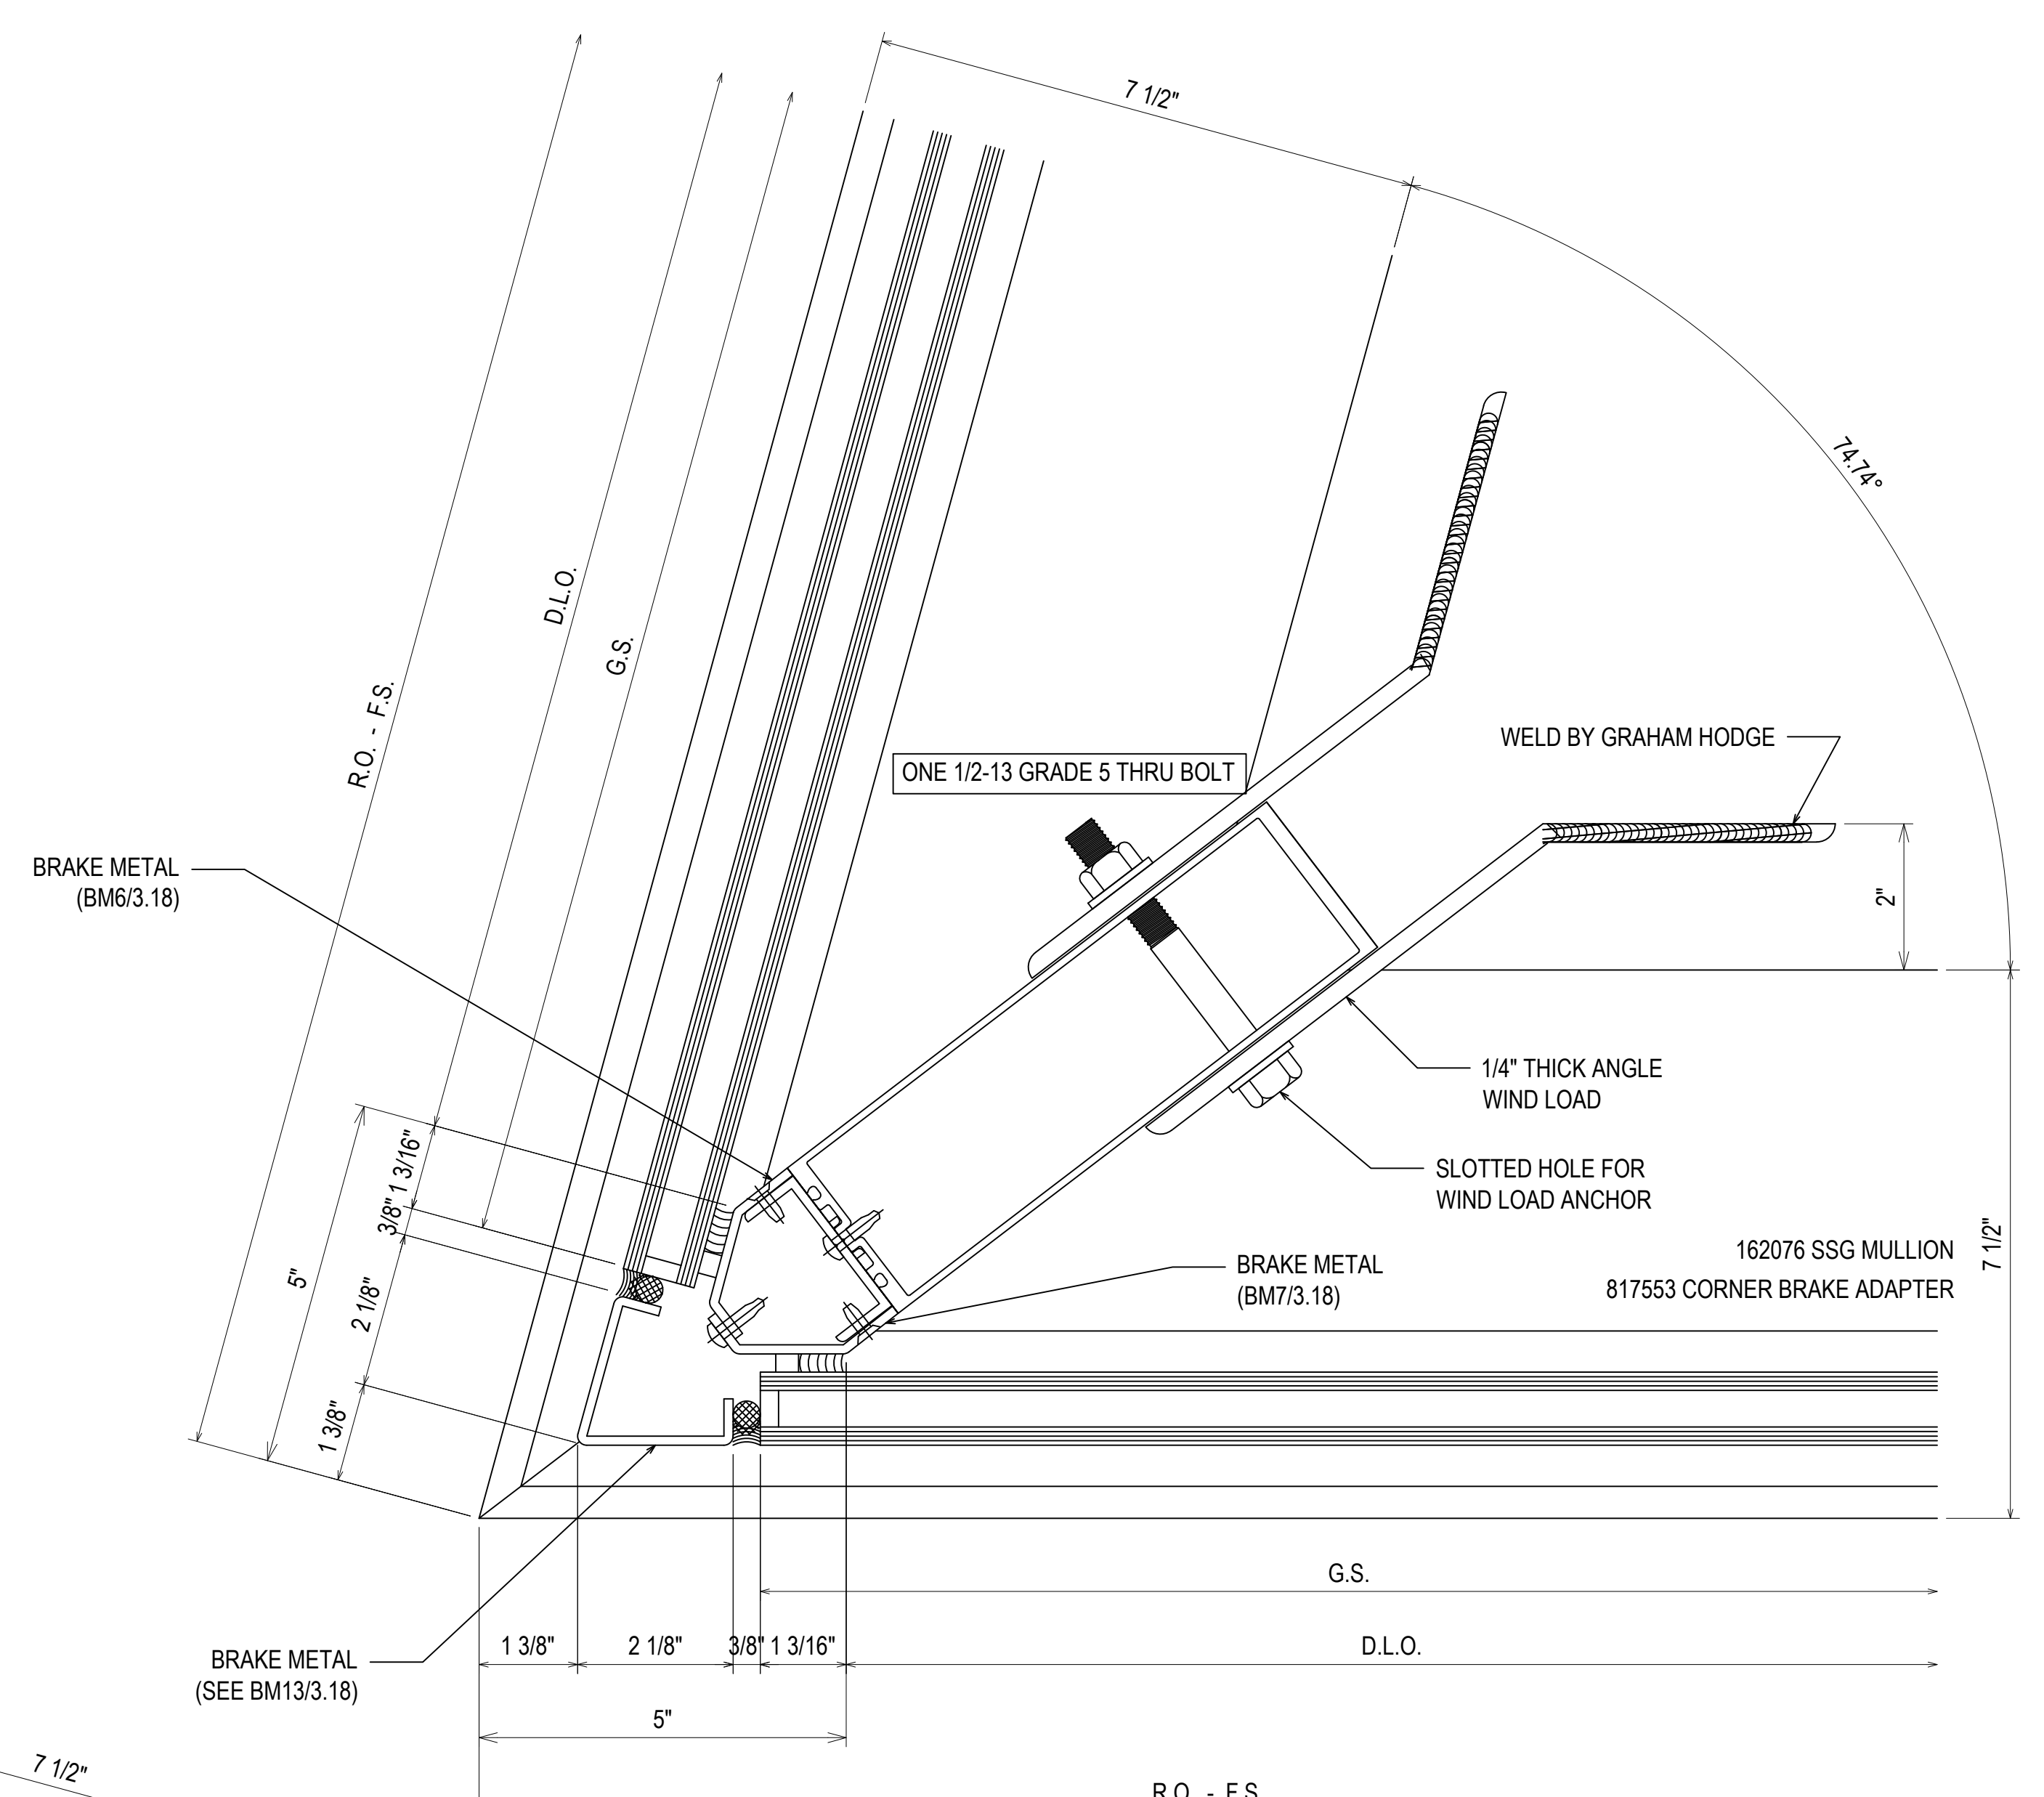 7 1/2"
74.74°
R.O. - F.S.
D.L.O.
G.S.
WELD BY GRAHAM HODGE
ONE 1/2-13 GRADE 5 THRU BOLT
BRAKE METAL
(BM6/3.18)
2"
1/4" THICK ANGLE
WIND LOAD
SLOTTED HOLE FOR
WIND LOAD ANCHOR
162076 SSG MULLION
817553 CORNER BRAKE ADAPTER
7 1/2"
BRAKE METAL
(BM7/3.18)
1 3/16"
3/8"
5"
2 1/8"
1 3/8"
G.S.
1 3/8" 2 1/8" 3/8" 1 3/16" D.L.O.
BRAKE METAL
(SEE BM13/3.18)
5"
7 1/2"
R.O. - F.S.